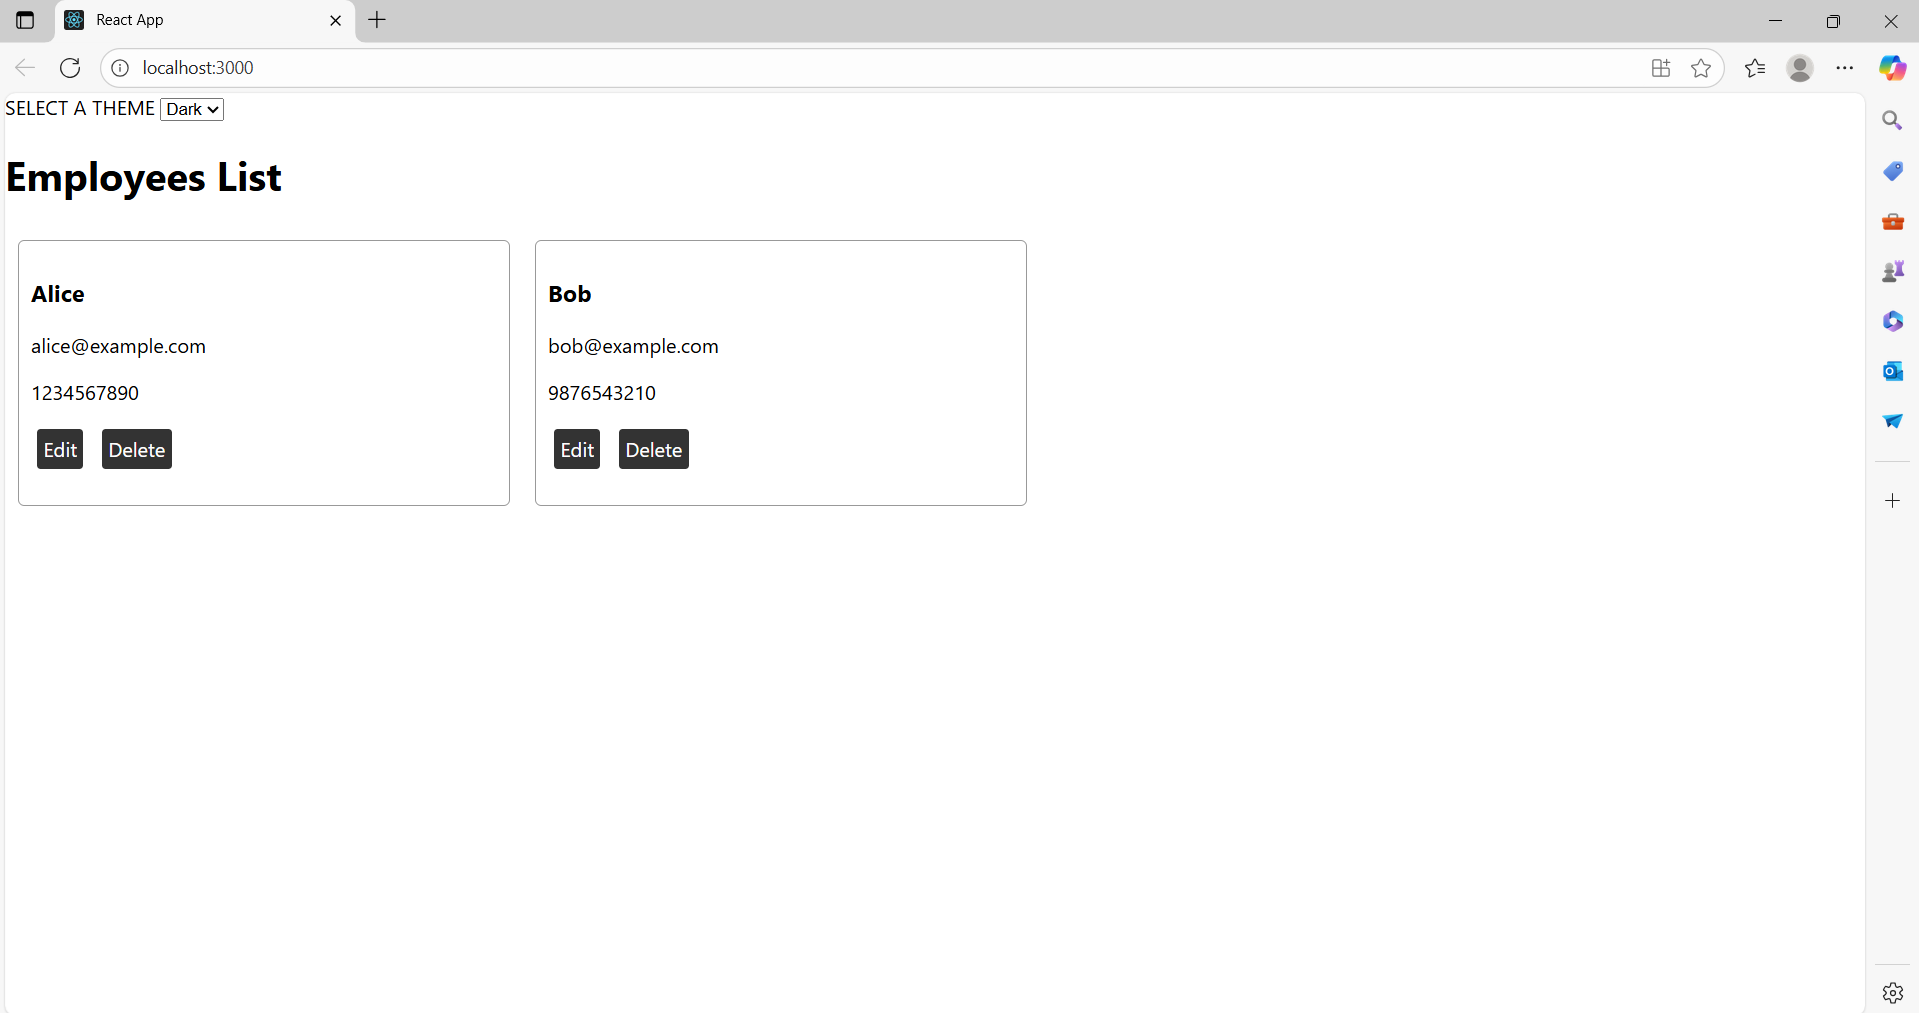 React App
localhost:3000
SELECT A THEME Dark
Employees List
Alice
alice@example.com
1234567890
Edit Delete
Bob
bob@example.com
9876543210
Edit Delete